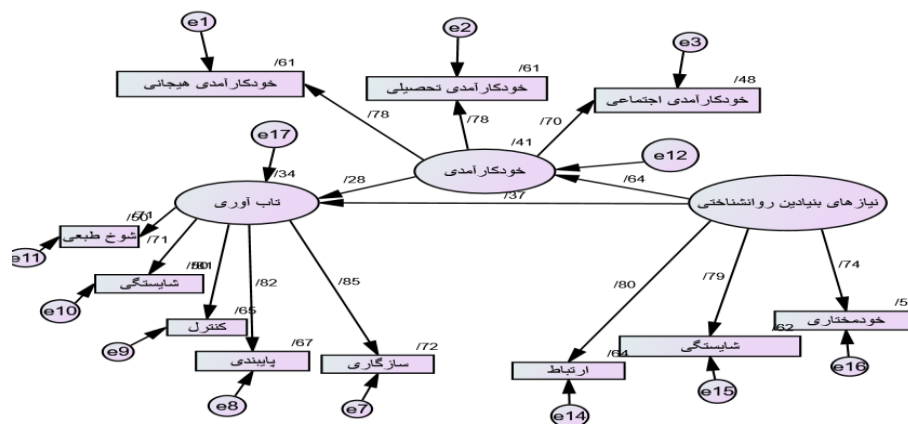 e1
e2
e3
/61
خودکارآمدی هیجانی
/61
خودکارآمدی تحصیلی
/48
خودکارآمدی اجتماعی
/78
/78
/70
e17
/41
خودکارآمدی
e12
/34
تاب آوری
/28
/64
/37
نیازهای بنیادین روانشناختی
شوخ طبعی
/71
e11
/71
شایستگی
e10
/82
/85
/80
/79
/74
/65
کنترل
e9
/67
پایبندی
e8
/72
سازگاری
e7
/64
ارتباط
e14
/62
شایستگی
e15
خودمختاری
e16